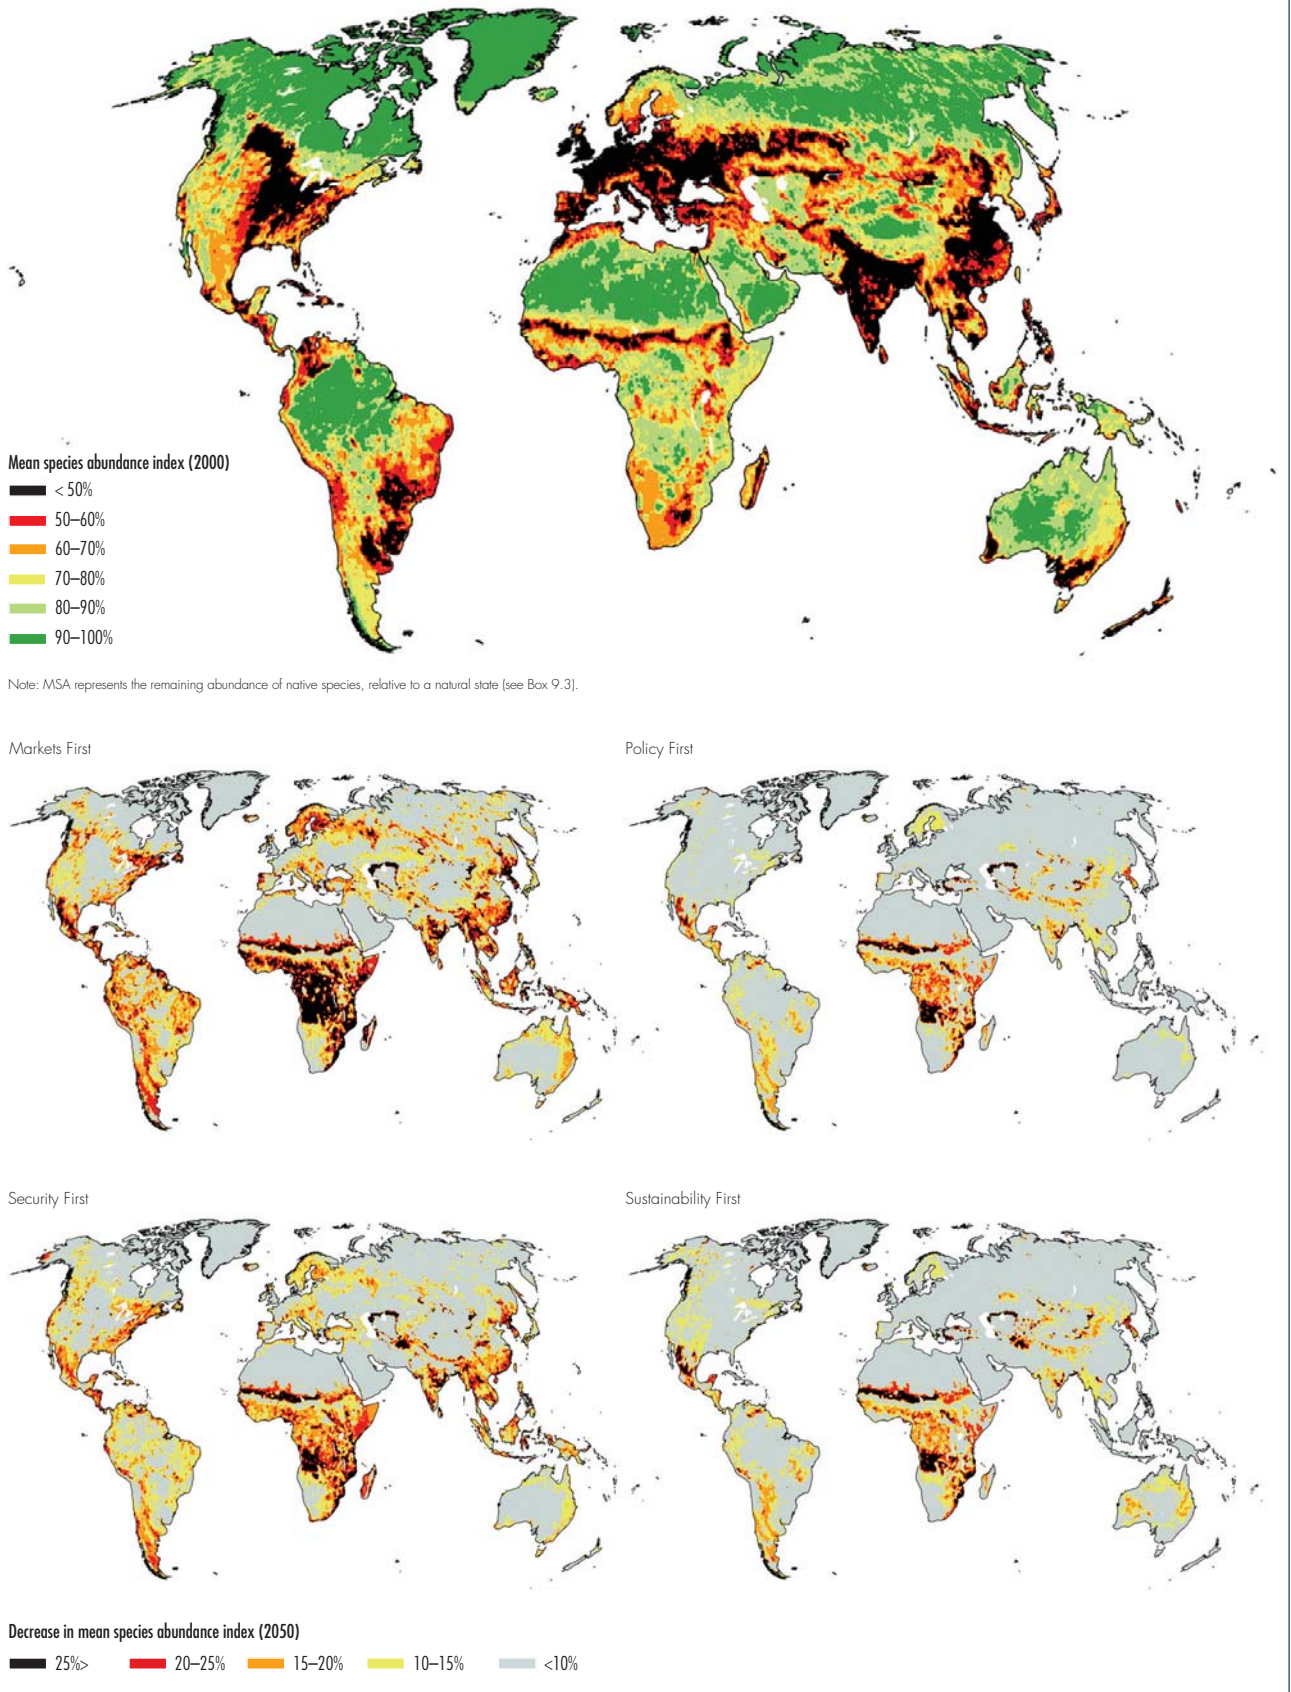 Mean species abundance index (2000)
< 50%
50–60%
60–70%
70–80%
80–90%
90–100%
Note: MSA represents the remaining abundance of native species, relative to a natural state (see Box 9.3).
Markets First
Policy First
Security First
Sustainability First
Decrease in mean species abundance index (2050)
25%> 20–25% 15–20% 10–15% <10%